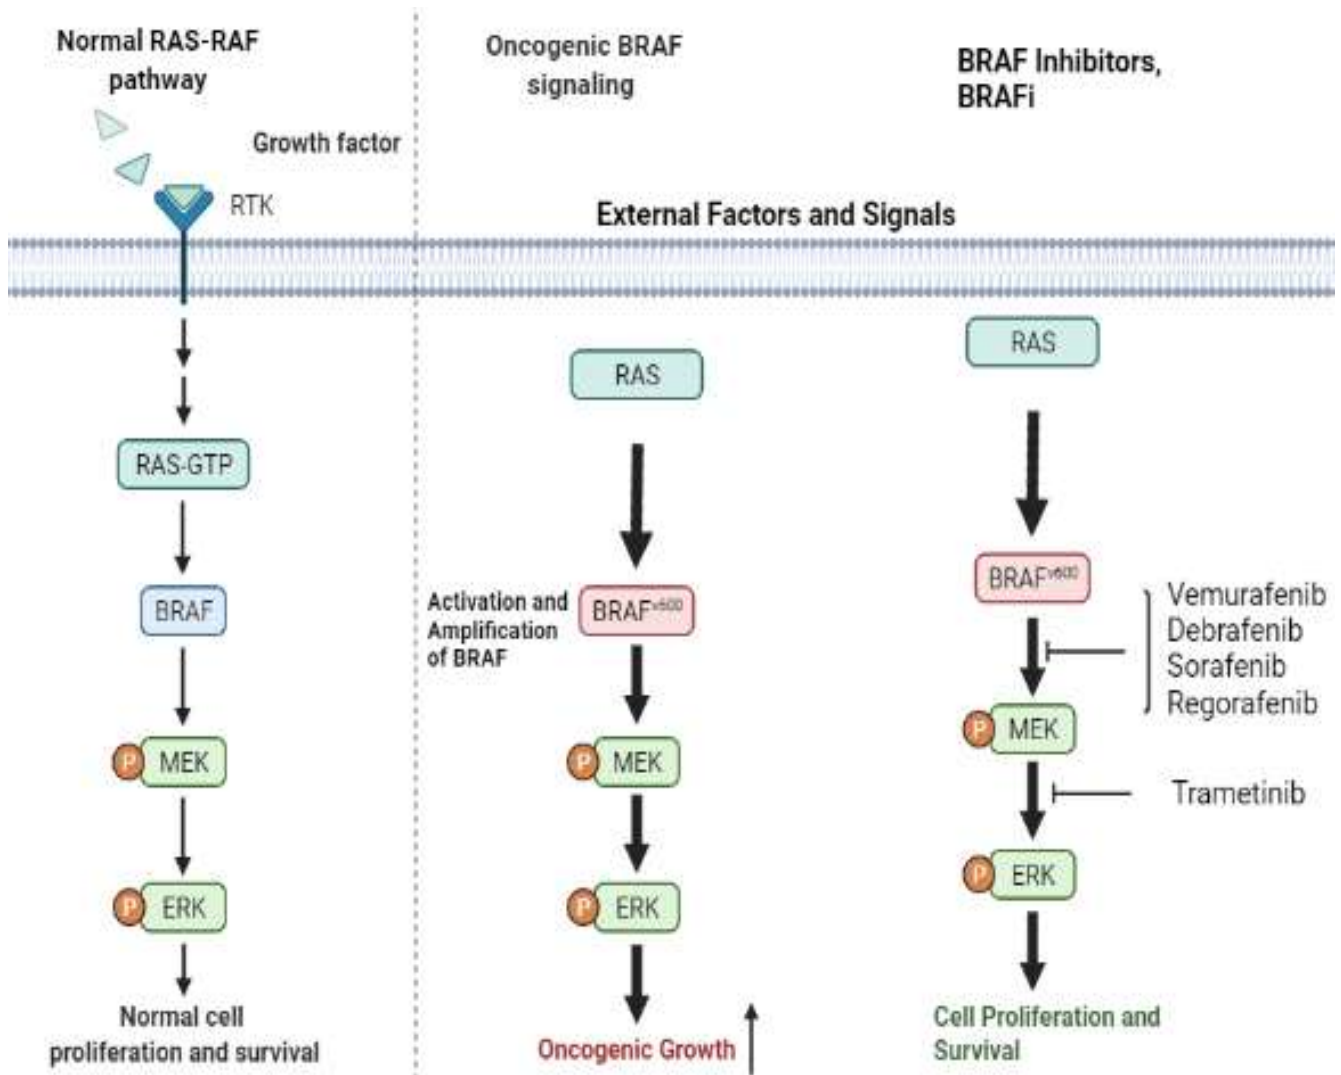 Normal RAS-RAF
pathway
Growth factor
RTK
RAS-GTP
BRAF
P MEK
P ERK
Normal cell
proliferation and survival
Oncogenic BRAF
signaling
External Factors and Signals
RAS
Activation and
Amplification
of BRAF
BRAFv600
P MEK
P ERK
Oncogenic Growth
BRAF Inhibitors,
BRAFi
RAS
BRAFv600
Vemurafenib
Debrafenib
Sorafenib
Regorafenib
P MEK
Trametinib
P ERK
Cell Proliferation and
Survival